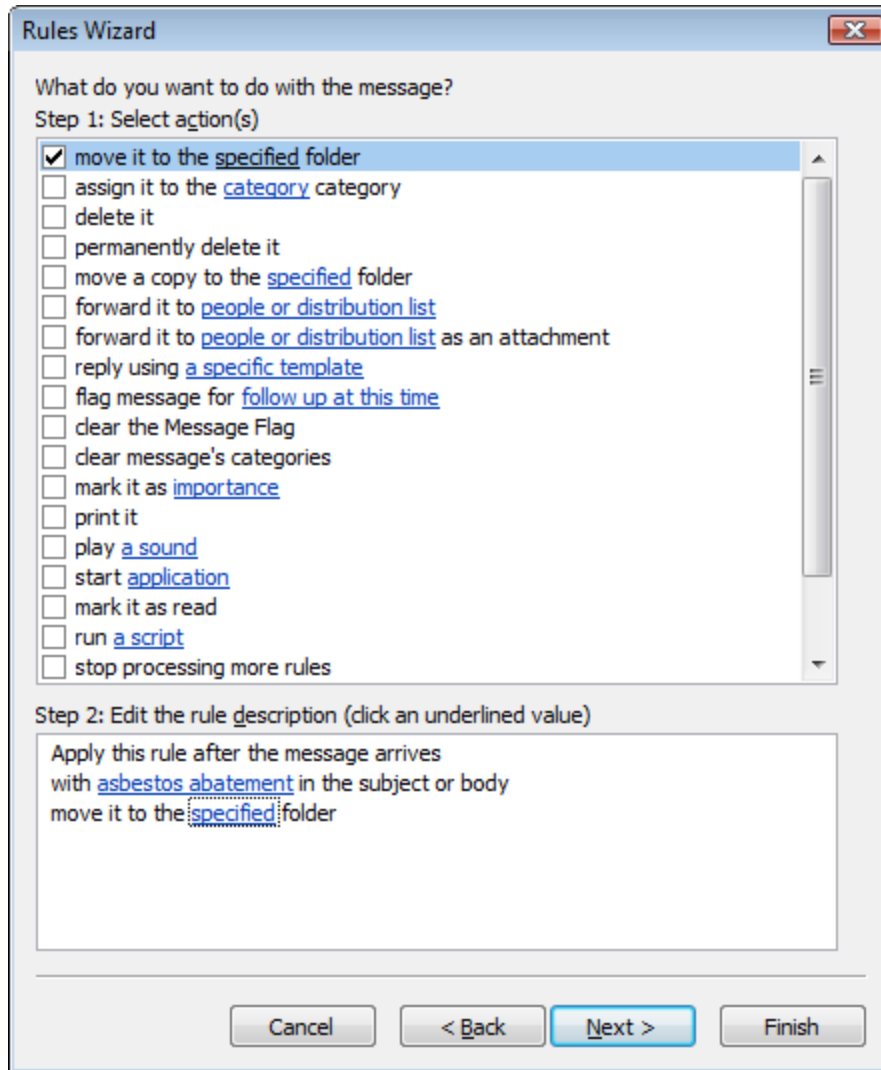 Rules Wizard
What do you want to do with the message?
Step 1: Select action(s)
move it to the specified folder
assign it to the category category
delete it
permanently delete it
move a copy to the specified folder
forward it to people or distribution list
forward it to people or distribution list as an attachment
reply using a specific template
flag message for follow up at this time
clear the Message Flag
clear message's categories
mark it as importance
print it
play a sound
start application
mark it as read
run a script
stop processing more rules
Step 2: Edit the rule description (click an underlined value)
Apply this rule after the message arrives
with asbestos abatement in the subject or body
move it to the specified folder
Cancel < Back Next > Finish